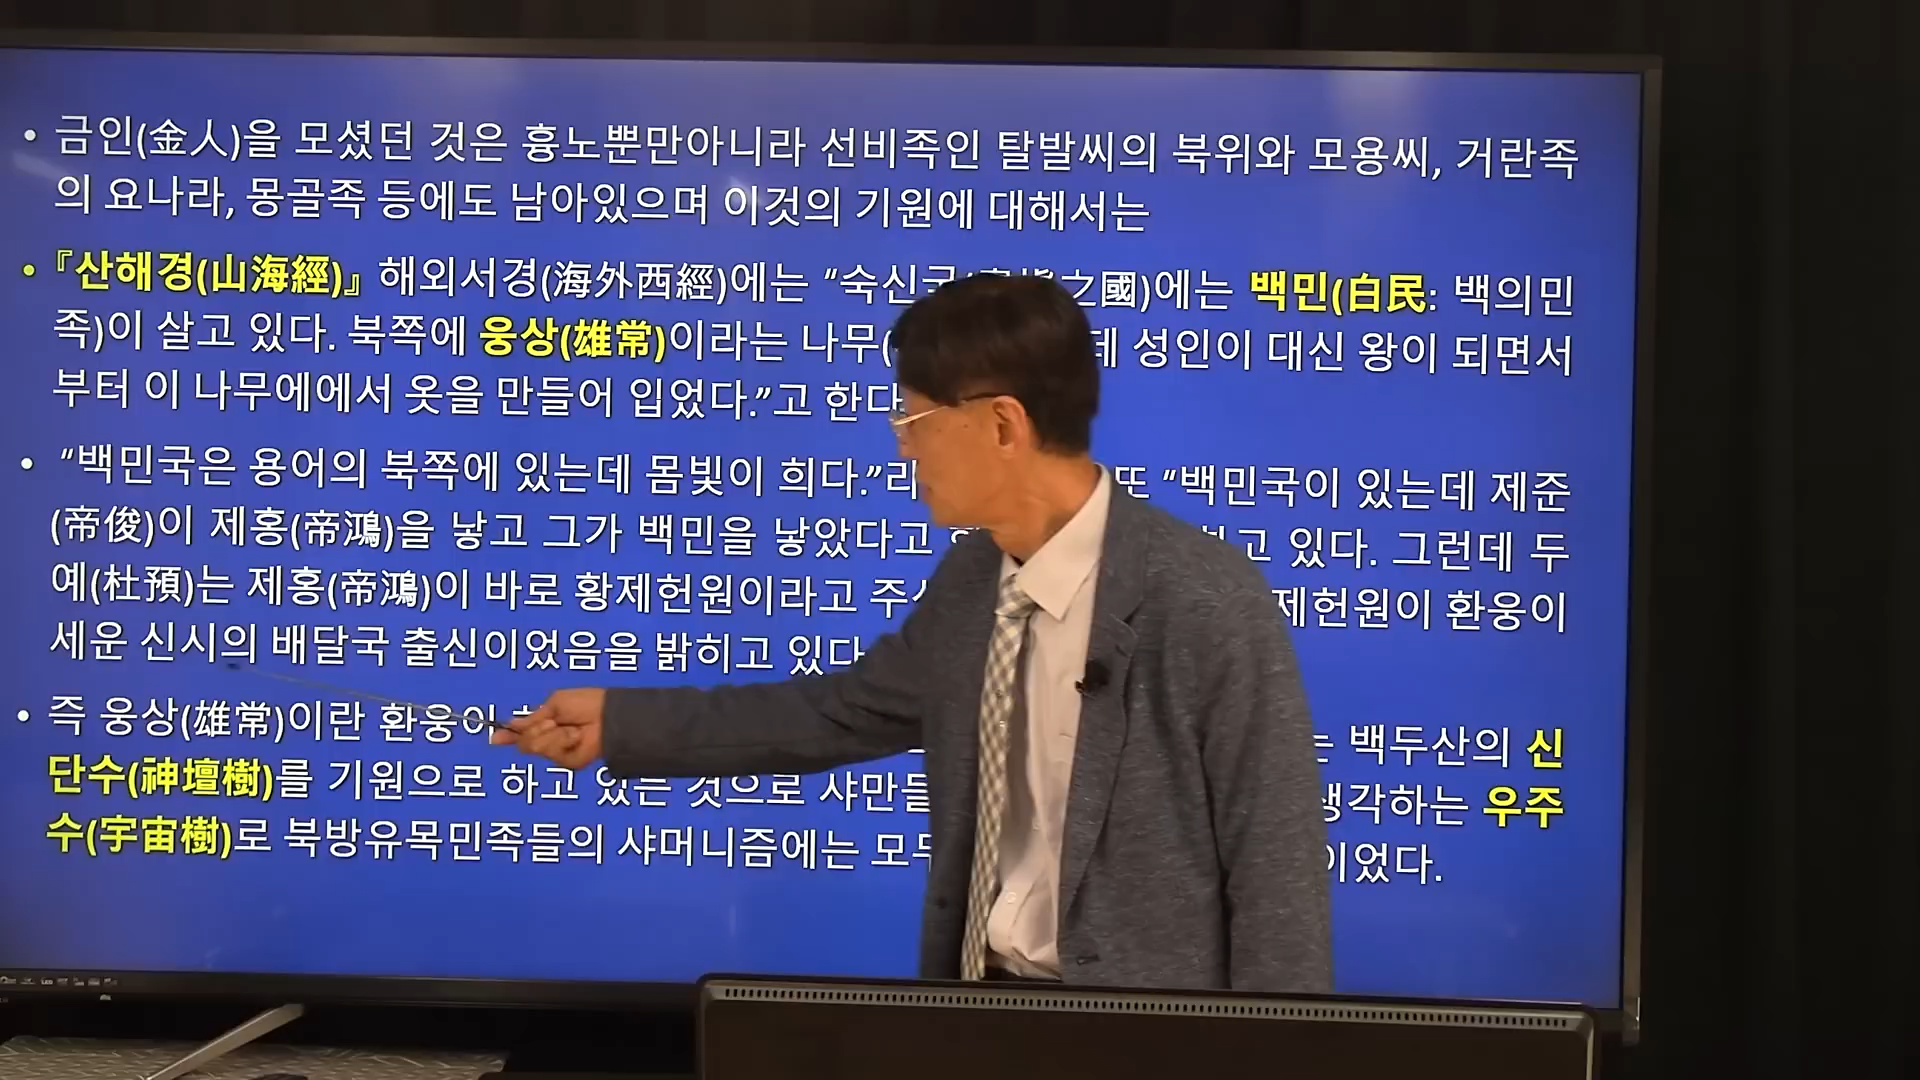 • 금인(金人)을 모셨던 것은 흉노뿐만아니라 선비족인 탈발씨의 북위와 모용씨, 거란족
의 요나라, 몽골족 등에도 남아있으며 이것의 기원에 대해서는
• 『산해경(山海經)』 해외서경(海外西經)에는 "숙신국( 之國)에는 백민(白民: 백의민
족)이 살고 있다. 북쪽에 웅상(雄常)이라는 나무( 데 성인이 대신 왕이 되면서
부터 이 나무에에서 옷을 만들어 입었다."고 한다
• "백민국은 용어의 북쪽에 있는데 몸빛이 희다."라 또 "백민국이 있는데 제준
(帝俊)이 제홍(帝鴻)을 낳고 그가 백민을 낳았다고 고 있다. 그런데 두
예(杜預)는 제홍(帝鴻)이 바로 황제헌원이라고 제헌원이 환웅이
세운 신시의 배달국 출신이었음을 밝히고 있다
• 즉 웅상(雄常)이란 환웅이 백두산의 신
단수(神壇樹)를 기원으로 하고 있는 것으로 샤만들 생각하는 우주
수(宇宙樹)로 북방유목민족들의 샤머니즘에는 이었다.